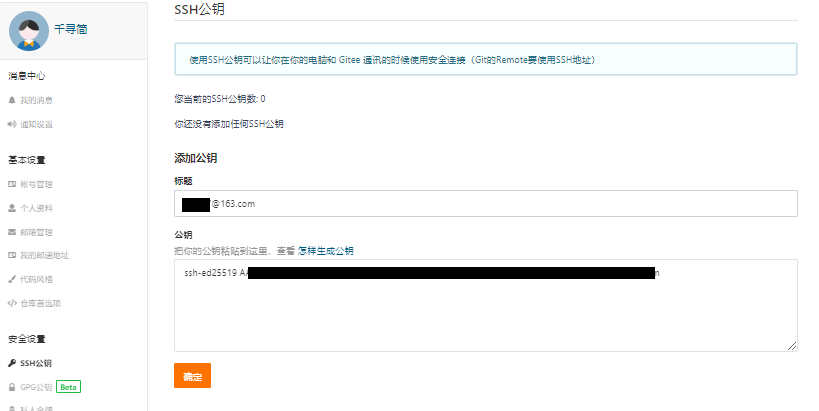 SSH公钥
千寻简
使用SSH公钥可以让你在你的电脑和 Gitee 通讯的时候使用安全连接（Git的Remote要使用SSH地址）
消息中心
我的消息
通知设置
您当前的SSH公钥数: 0
你还没有添加任何SSH公钥
基本设置
帐号管理
个人资料
邮箱管理
我的邮递地址
代码风格
仓库首选项
添加公钥
标题
@163.com
公钥
把你的公钥粘贴到这里，查看 怎样生成公钥
ssh-ed25519 A
确定
安全设置
SSH公钥
GPG公钥 Beta